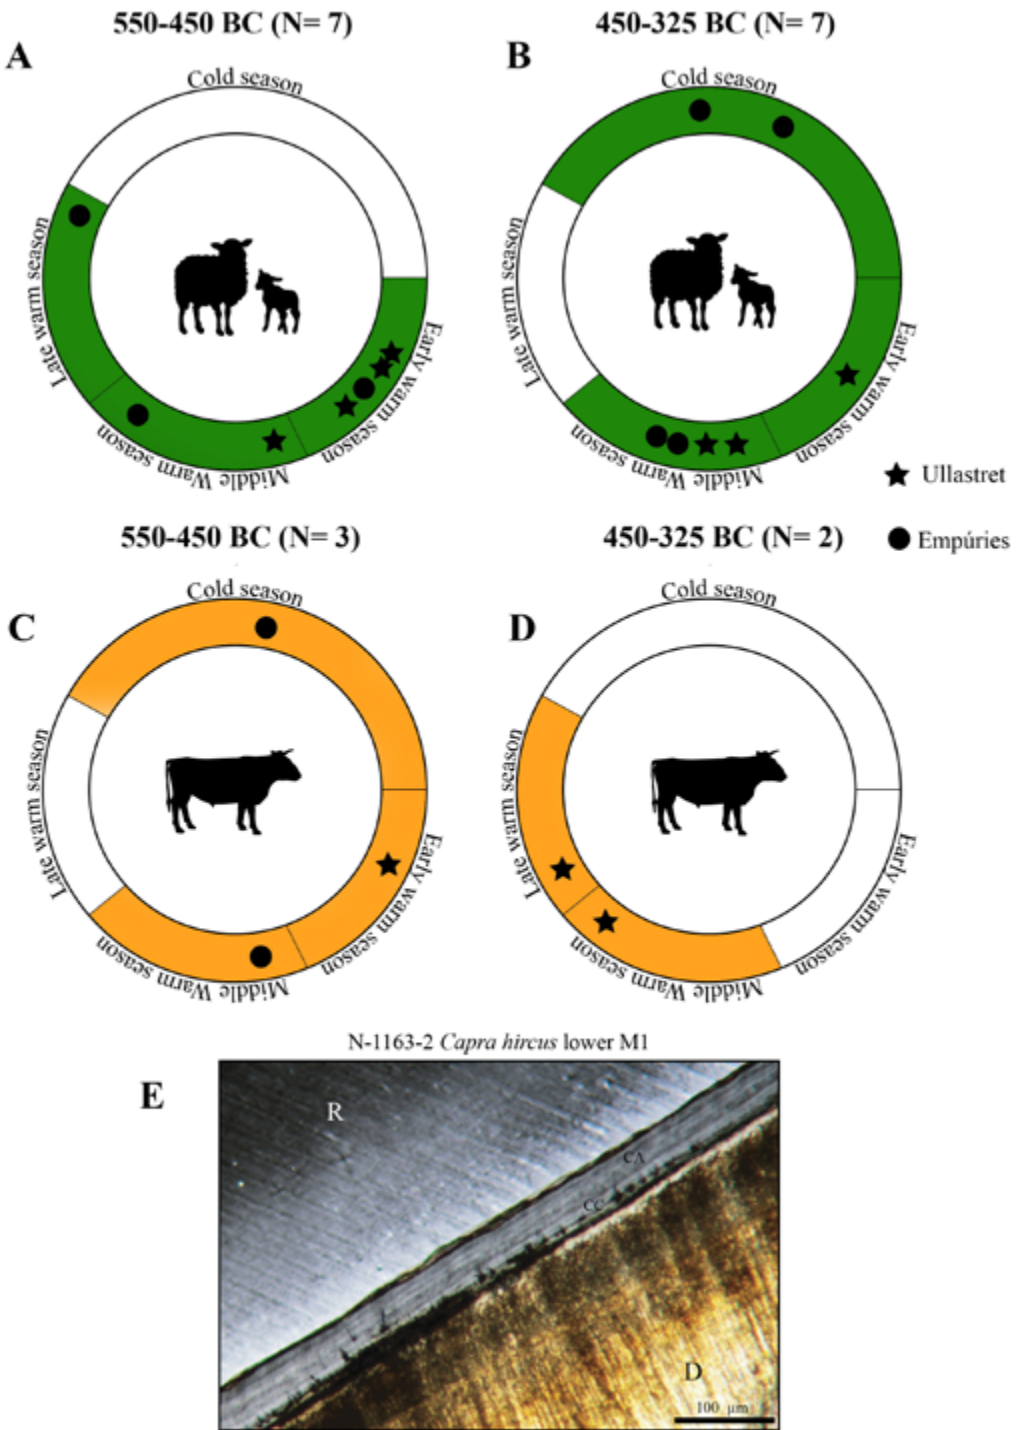 550-450 BC (N= 7)
450-325 BC (N= 7)
A
B
Cold season
Cold season
Late warm season
Early warm season
Middle Warm season
Late warm season
Early warm season
Middle Warm season
Ullastret
Empúries
550-450 BC (N= 3)
450-325 BC (N= 2)
C
D
Cold season
Cold season
Late warm season
Early warm season
Middle Warm season
Late warm season
Early warm season
Middle Warm season
N-1163-2 Capra hircus lower M1
E
R
CA
CC
D
100 µm